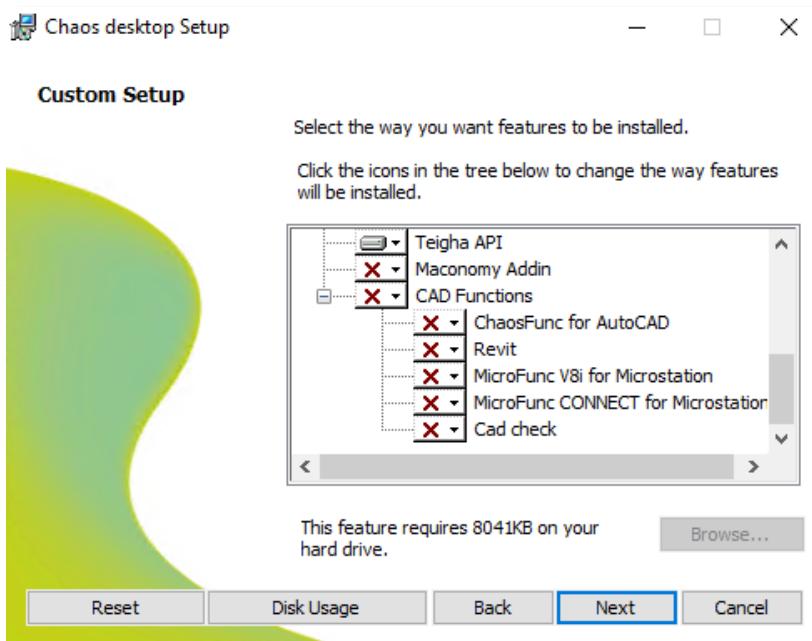 Chaos desktop Setup
Custom Setup
Select the way you want features to be installed.
Click the icons in the tree below to change the way features
will be installed.
Teigha API
Maconomy Addin
CAD Functions
ChaosFunc for AutoCAD
Revit
MicroFunc V8i for Microstation
MicroFunc CONNECT for Microstation
Cad check
This feature requires 8041KB on your
hard drive.
Browse...
Reset
Disk Usage
Back
Next
Cancel